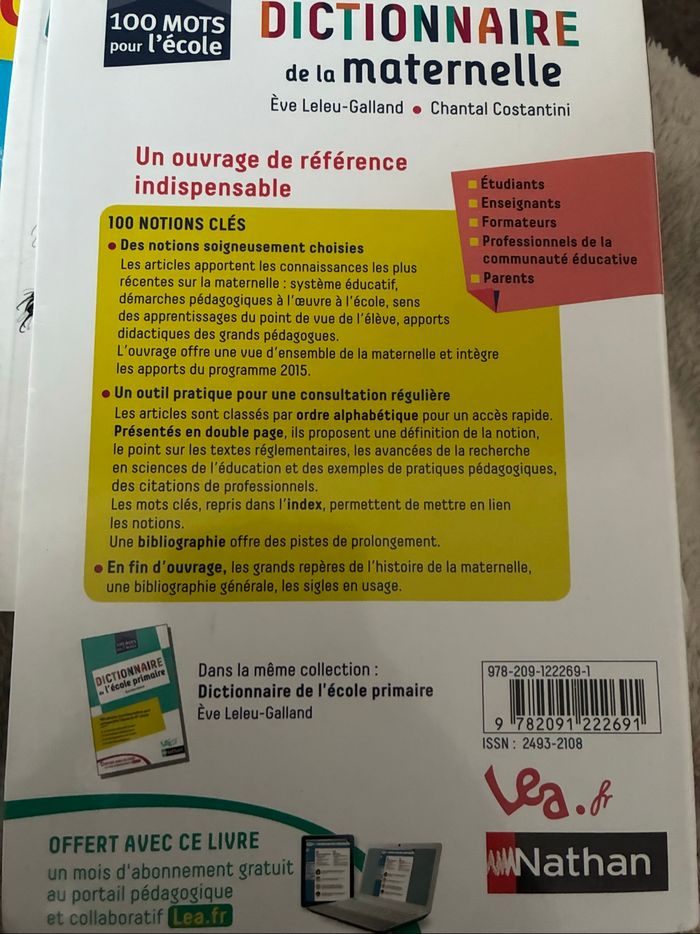 100 MOTS
pour l'école
DICTIONNAIRE
de la maternelle
Ève Leleu-Galland • Chantal Costantini
Un ouvrage de référence
indispensable
Étudiants
Enseignants
Formateurs
Professionnels de la
communauté éducative
Parents
100 NOTIONS CLÉS
• Des notions soigneusement choisies
Les articles apportent les connaissances les plus
récentes sur la maternelle : système éducatif,
démarches pédagogiques à l'œuvre à l'école, sens
des apprentissages du point de vue de l'élève, apports
didactiques des grands pédagogues.
L'ouvrage offre une vue d'ensemble de la maternelle et intègre
les apports du programme 2015.
• Un outil pratique pour une consultation régulière
Les articles sont classés par ordre alphabétique pour un accès rapide.
Présentés en double page, ils proposent une définition de la notion,
le point sur les textes réglementaires, les avancées de la recherche
en sciences de l'éducation et des exemples de pratiques pédagogiques,
des citations de professionnels.
Les mots clés, repris dans l'index, permettent de mettre en lien
les notions.
Une bibliographie offre des pistes de prolongement.
• En fin d'ouvrage, les grands repères de l'histoire de la maternelle,
une bibliographie générale, les sigles en usage.
DICTIONNAIRE
de l'école primaire
Nathan
Dans la même collection :
Dictionnaire de l'école primaire
Ève Leleu-Galland
978-209-122269-1
9 782091 222691
ISSN : 2493-2108
Lea.fr
Nathan
OFFERT AVEC CE LIVRE
un mois d'abonnement gratuit
au portail pédagogique
et collaboratif Lea.fr